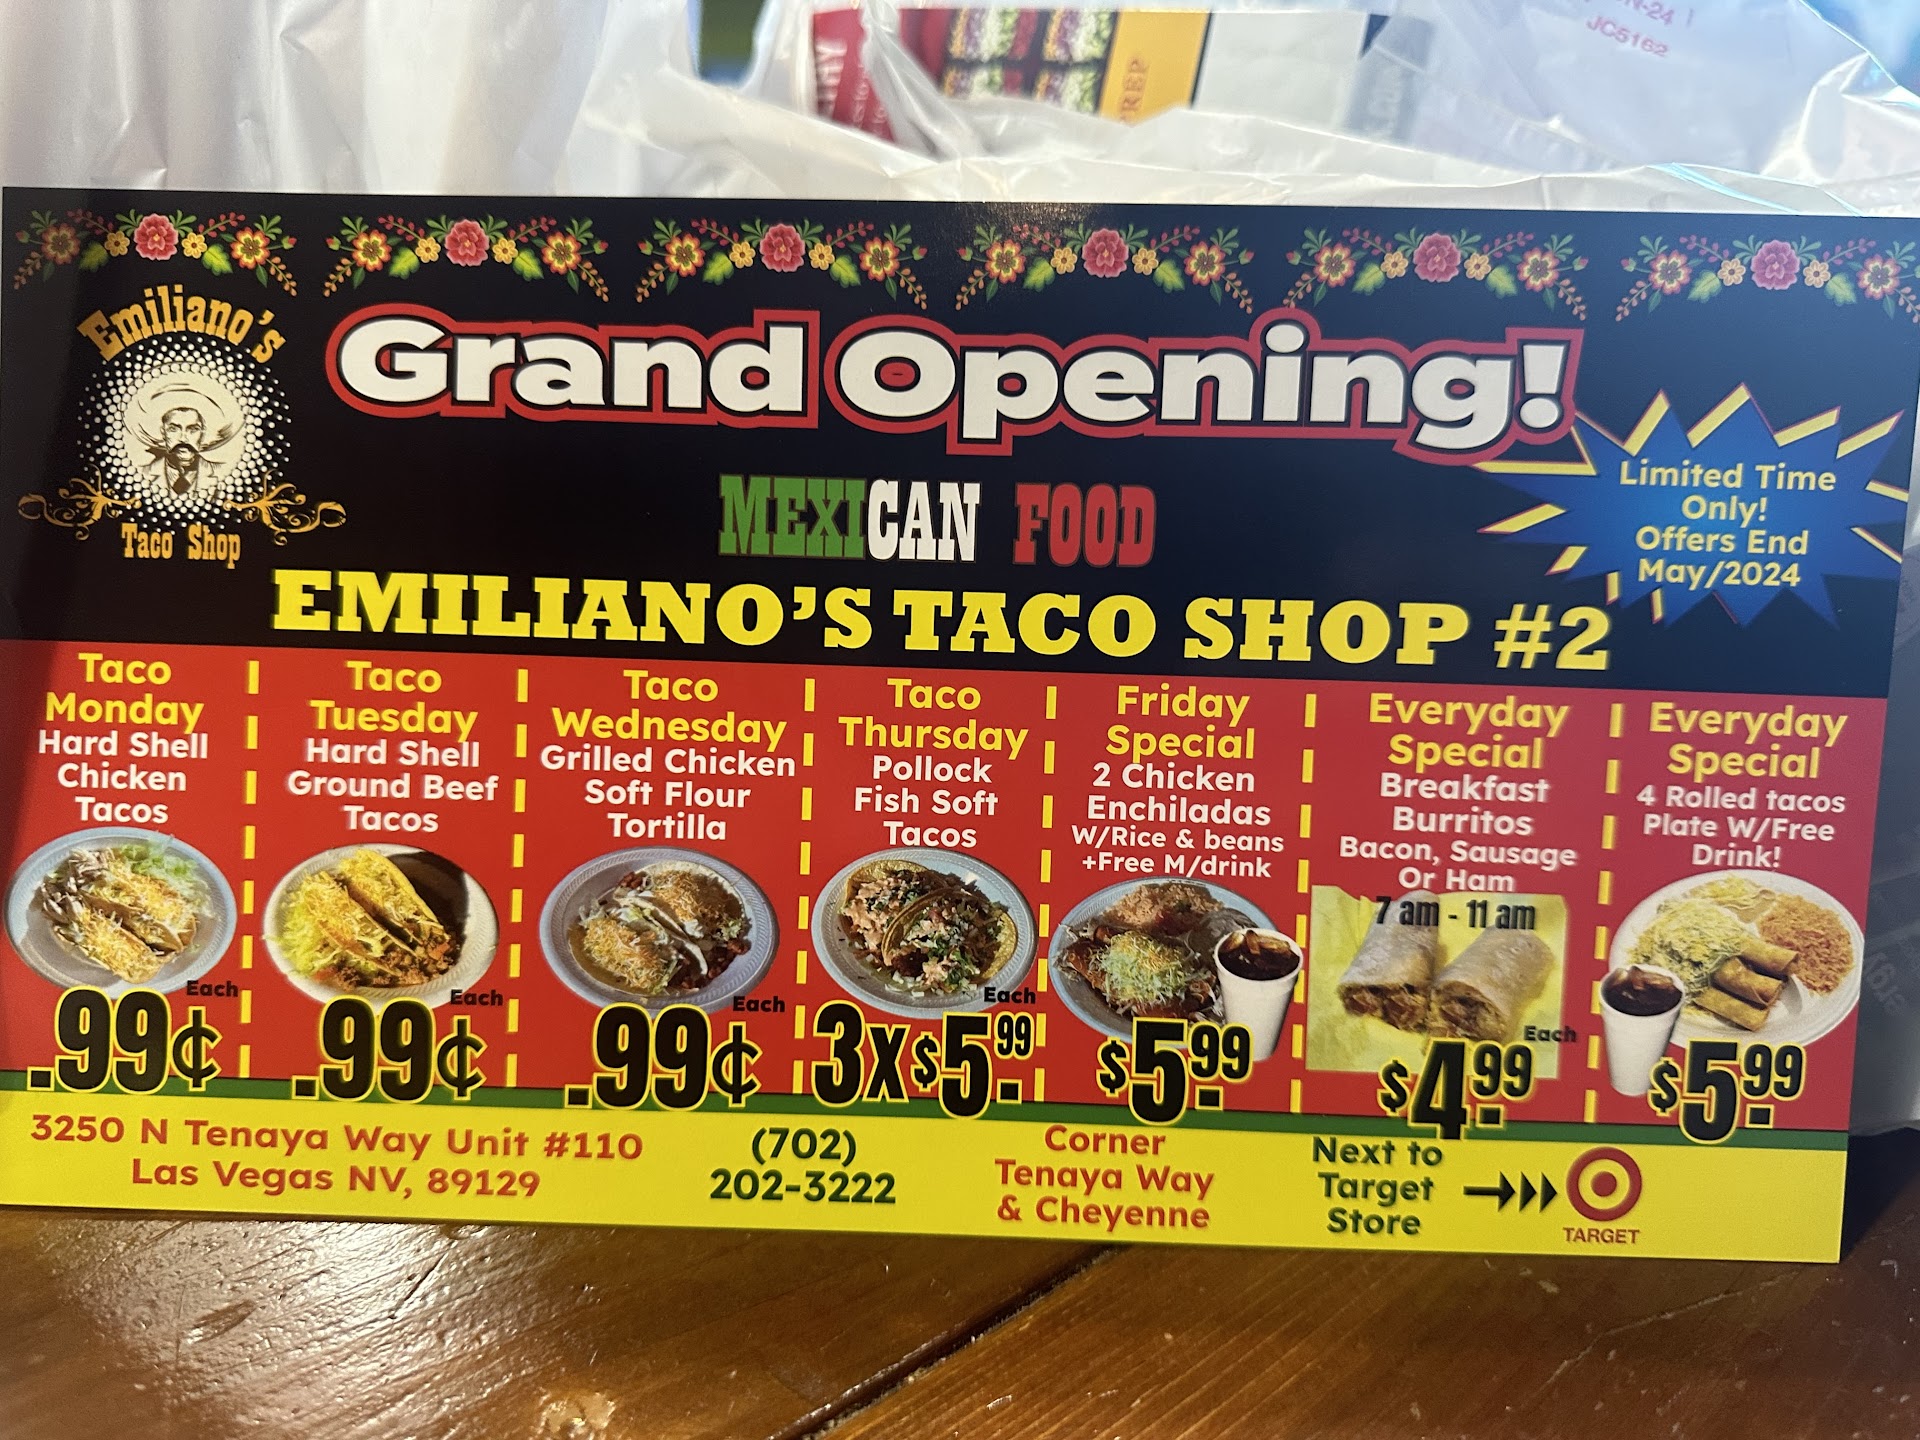 N-24
JC5162
PREP
Emiliano's
Taco Shop
Grand Opening!
MEXICAN FOOD
EMILIANO'S TACO SHOP #2
Limited Time
Only!
Offers End
May/2024
Taco
Monday
Hard Shell
Chicken
Tacos
Each
.99¢
Taco
Tuesday
Hard Shell
Ground Beef
Tacos
Each
.99¢
Taco
Wednesday
Grilled Chicken
Soft Flour
Tortilla
Each
.99¢
Taco
Thursday
Pollock
Fish Soft
Tacos
Each
3x$5.99
Friday
Special
2 Chicken
Enchiladas
W/Rice & beans
+Free M/drink
$5.99
Everyday
Special
Breakfast
Burritos
Bacon, Sausage
Or Ham
7 am - 11 am
Each
$4.99
Everyday
Special
4 Rolled tacos
Plate W/Free
Drink!
$5.99
3250 N Tenaya Way Unit #110
Las Vegas NV, 89129
(702)
202-3222
Corner
Tenaya Way
& Cheyenne
Next to
Target
Store
TARGET